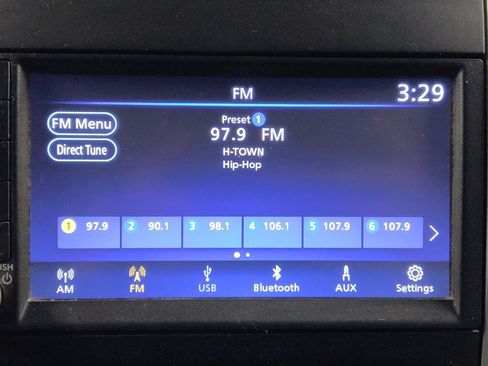 FM
3:29
FM Menu
Direct Tune
Preset 1
97.9 FM
H-TOWN
Hip-Hop
1 97.9 2 90.1 3 98.1 4 106.1 5 107.9 6 107.9
AM FM USB Bluetooth AUX Settings